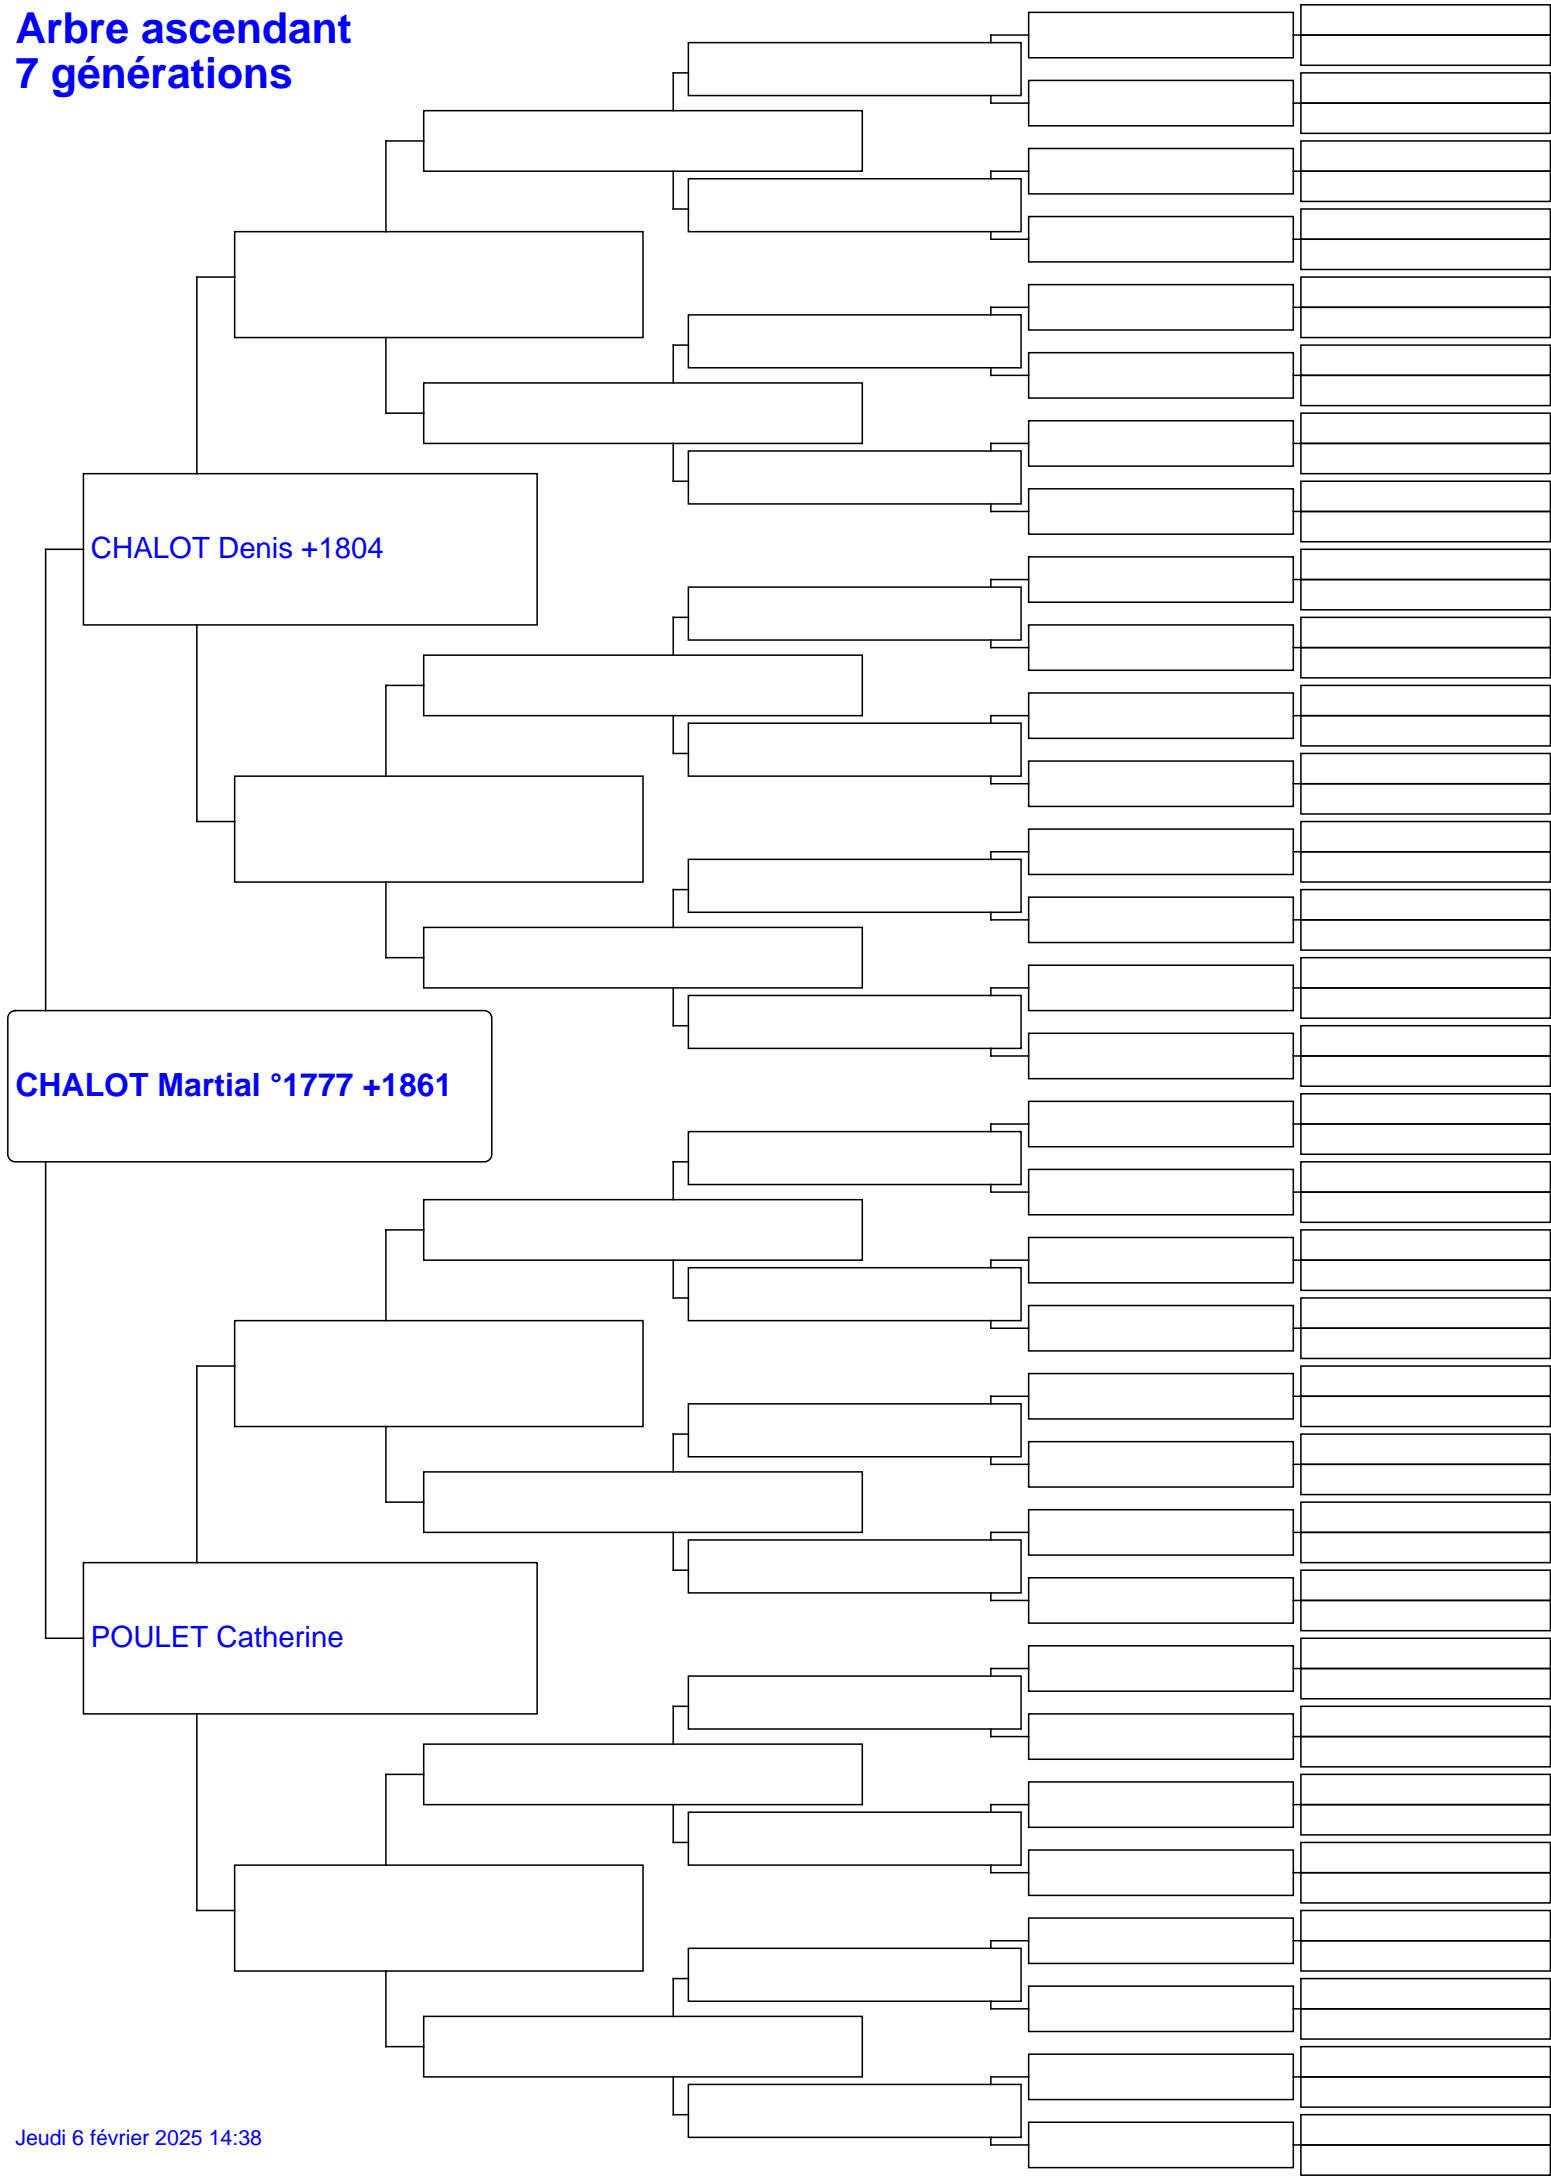 Arbre ascendant
7 générations
CHALOT Denis +1804
CHALOT Martial °1777 +1861
POULET Catherine
Jeudi 6 février 2025 14:38